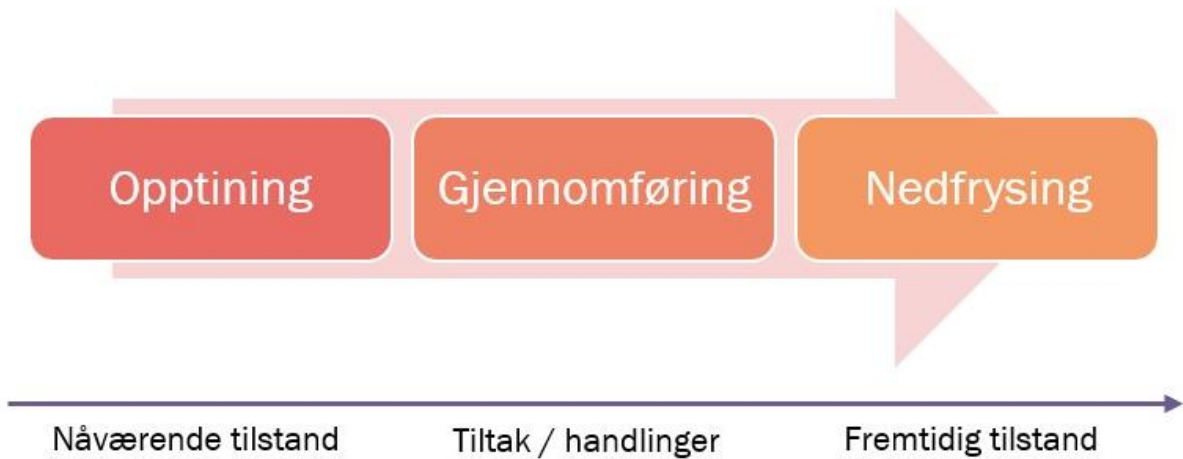 Opptining
Gjennomføring
Nedfrysing
Nåværende tilstand
Tiltak / handlinger
Fremtidig tilstand